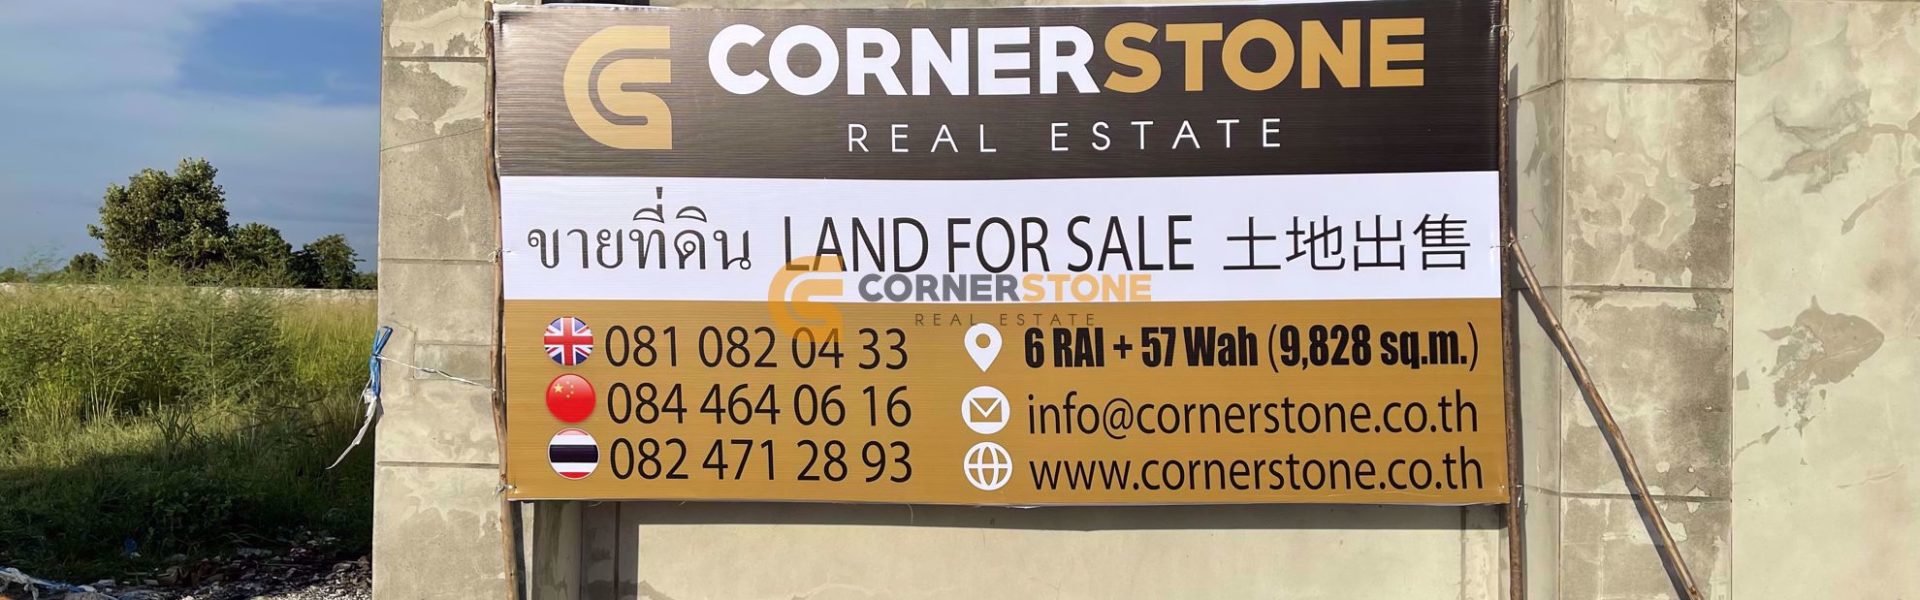 CORNERSTONE
REAL ESTATE
ขายที่ดิน LAND FOR SALE 土地出售
CORNERSTONE
REAL ESTATE
081 082 04 33
6 RAI + 57 Wah (9,828 sq.m.)
084 464 06 16
info@cornerstone.co.th
082 471 28 93
www.cornerstone.co.th